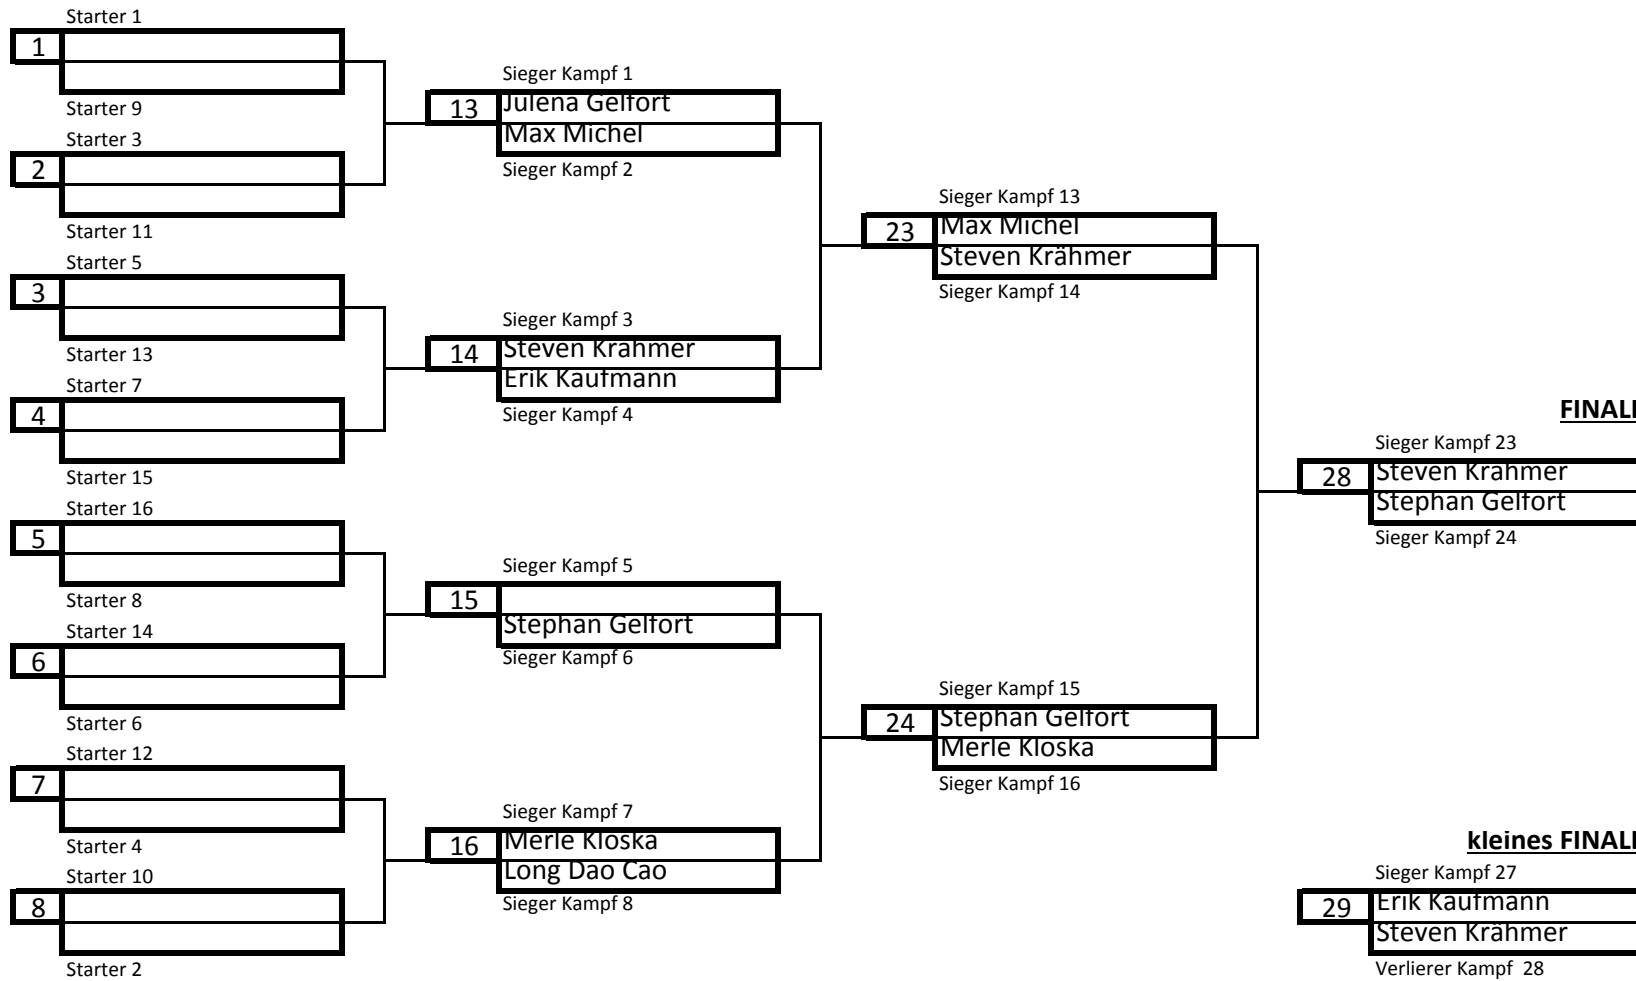 Starter 1
1
Starter 9
Starter 3
2
Starter 11
Starter 5
3
Starter 13
Starter 7
4
Starter 15
Starter 16
5
Starter 8
Starter 14
6
Starter 6
Starter 12
7
Starter 4
Starter 10
8
Starter 2
Sieger Kampf 1
13 Julena Gelfort
Max Michel
Sieger Kampf 2
Sieger Kampf 3
14 Steven Krähmer
Erik Kaufmann
Sieger Kampf 4
Sieger Kampf 5
15
Stephan Gelfort
Sieger Kampf 6
Sieger Kampf 7
16 Merle Kloska
Long Dao Cao
Sieger Kampf 8
Sieger Kampf 13
23 Max Michel
Steven Krähmer
Sieger Kampf 14
Sieger Kampf 15
24 Stephan Gelfort
Merle Kloska
Sieger Kampf 16
FINALE
Sieger Kampf 23
28 Steven Krähmer
Stephan Gelfort
Sieger Kampf 24
kleines FINALE
Sieger Kampf 27
29 Erik Kaufmann
Steven Krähmer
Verlierer Kampf 28